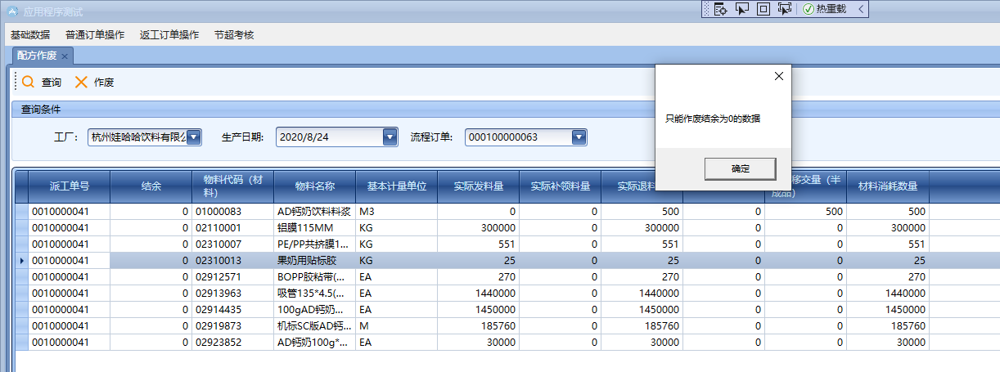 应用程序测试
热重载
基础数据 普通订单操作 返工订单操作 节超考核
配方作废
查询 作废
查询条件
工厂: 杭州娃哈哈饮料有限公 生产日期: 2020/8/24 流程订单: 000100000063
只能作废结余为0的数据
确定
派工单号 结余 物料代码（材料） 物料名称 基本计量单位 实际发料量 实际补领料量 实际退料 移交量（半成品） 材料消耗数量
0010000041 0 01000083 AD钙奶饮料料浆 M3 0 0 500 0 500 500
0010000041 0 02110001 铝膜115MM KG 300000 0 300000 0 0 300000
0010000041 0 02310007 PE/PP共挤膜1... KG 551 0 551 0 0 551
0010000041 0 02310013 果奶用贴标胶 KG 25 0 25 0 0 25
0010000041 0 02912571 BOPP胶粘带(... EA 270 0 270 0 0 270
0010000041 0 02913963 吸管135*4.5(... EA 1440000 0 1440000 0 0 1440000
0010000041 0 02914435 100gAD钙奶... EA 1450000 0 1450000 0 0 1450000
0010000041 0 02919873 机标SC版AD钙... M 185760 0 185760 0 0 185760
0010000041 0 02923852 AD钙奶100g*... EA 30000 0 30000 0 0 30000